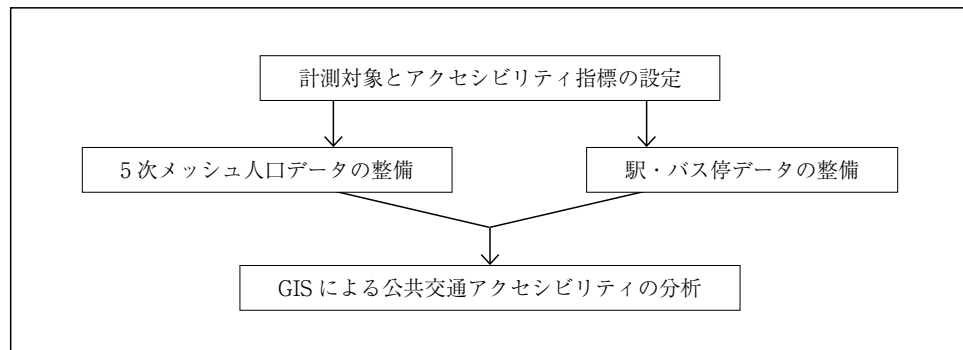 計測対象とアクセシビリティ指標の設定
5次メッシュ人口データの整備
駅・バス停データの整備
GISによる公共交通アクセシビリティの分析